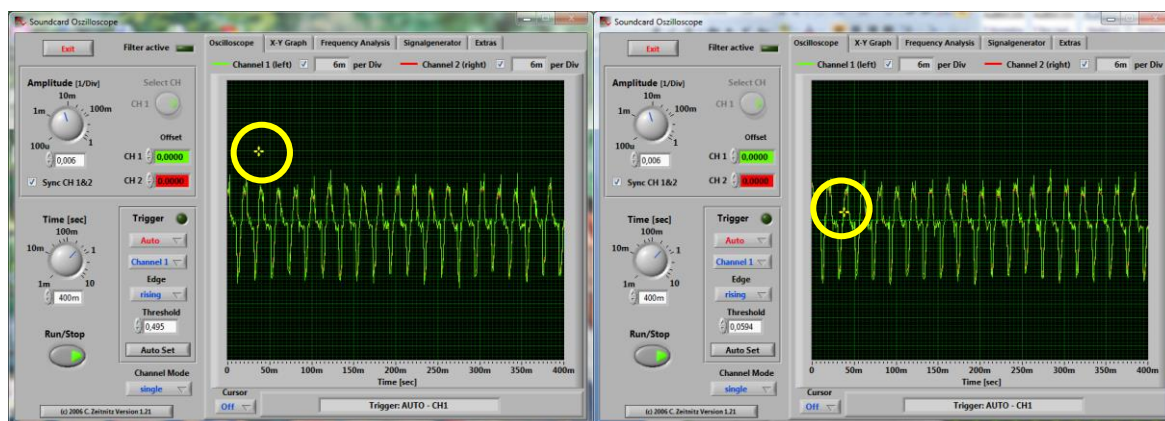 Soundcard Oszilloscope
Exit
Filter active
Oscilloscope X-Y Graph Frequency Analysis Signalgenerator Extras
Channel 1 (left) 6m per Div Channel 2 (right) 6m per Div
Amplitude [1/Div]
Select CH
10m
1m 100m
CH 1
100u 1
Offset
0,006
CH 1 0,0000
Sync CH 1&2
CH 2 0.0000
Time [sec]
100m
10m 1
1m 10
400m
Trigger
Auto
Channel 1
Edge
rising
Threshold
0,495
Run/Stop
Auto Set
Channel Mode
single
0 50m 100m 150m 200m 250m 300m 350m 400m
Time [sec]
Cursor
Off
Trigger: AUTO - CH1
(c) 2006 C. Zeitnitz Version 1.21
Soundcard Oszilloscope
Exit
Filter active
Oscilloscope X-Y Graph Frequency Analysis Signalgenerator Extras
Channel 1 (left) 6m per Div Channel 2 (right) 6m per Div
Amplitude [1/Div]
Select CH
10m
1m 100m
CH 1
100u 1
Offset
0,006
CH 1 0,0000
Sync CH 1&2
CH 2 0.0000
Time [sec]
100m
10m 1
1m 10
400m
Trigger
Auto
Channel 1
Edge
rising
Threshold
0,0594
Run/Stop
Auto Set
Channel Mode
single
0 50m 100m 150m 200m 250m 300m 350m 400m
Time [sec]
Cursor
Off
Trigger: AUTO - CH1
(c) 2006 C. Zeitnitz Version 1.21